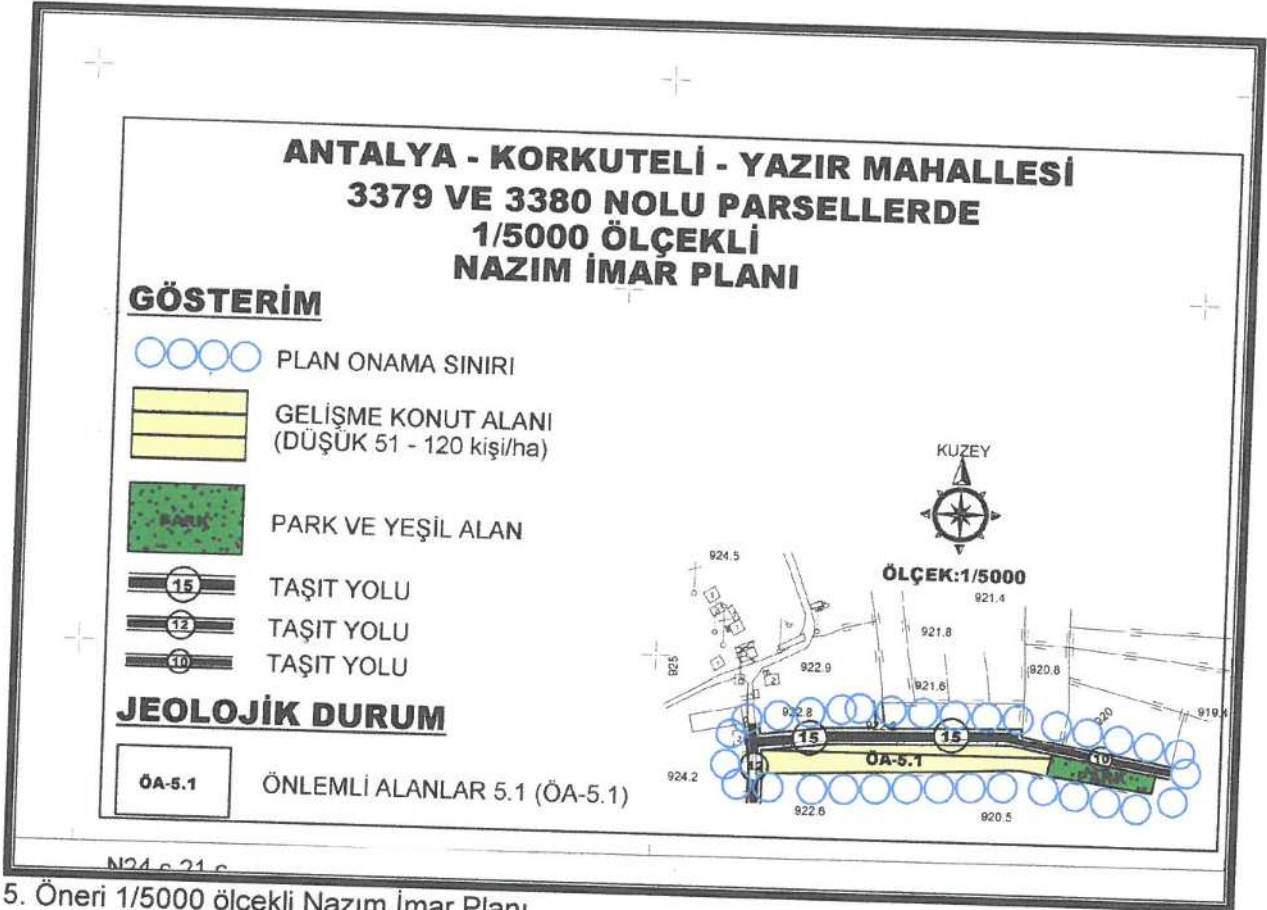 ANTALYA - KORKUTELİ - YAZIR MAHALLESİ
3379 VE 3380 NOLU PARSELLERDE
1/5000 ÖLÇEKLİ
NAZIM İMAR PLANI
GÖSTERİM
PLAN ONAMA SINIRI
GELİŞME KONUT ALANI
(DÜŞÜK 51 - 120 kişi/ha)
PARK
PARK VE YEŞİL ALAN
15
TAŞIT YOLU
12
TAŞIT YOLU
10
TAŞIT YOLU
JEOLOJİK DURUM
ÖA-5.1
ÖNLEMLİ ALANLAR 5.1 (ÖA-5.1)
KUZEY
ÖLÇEK:1/5000
924.5
921.4
921.8
925
922.9
920.8
921.6
922.8
920
919.4
15
15
10
12
ÖA-5.1
PARK
924.2
922.6
920.5
N24-c-21-c
5. Öneri 1/5000 ölçekli Nazım İmar Planı